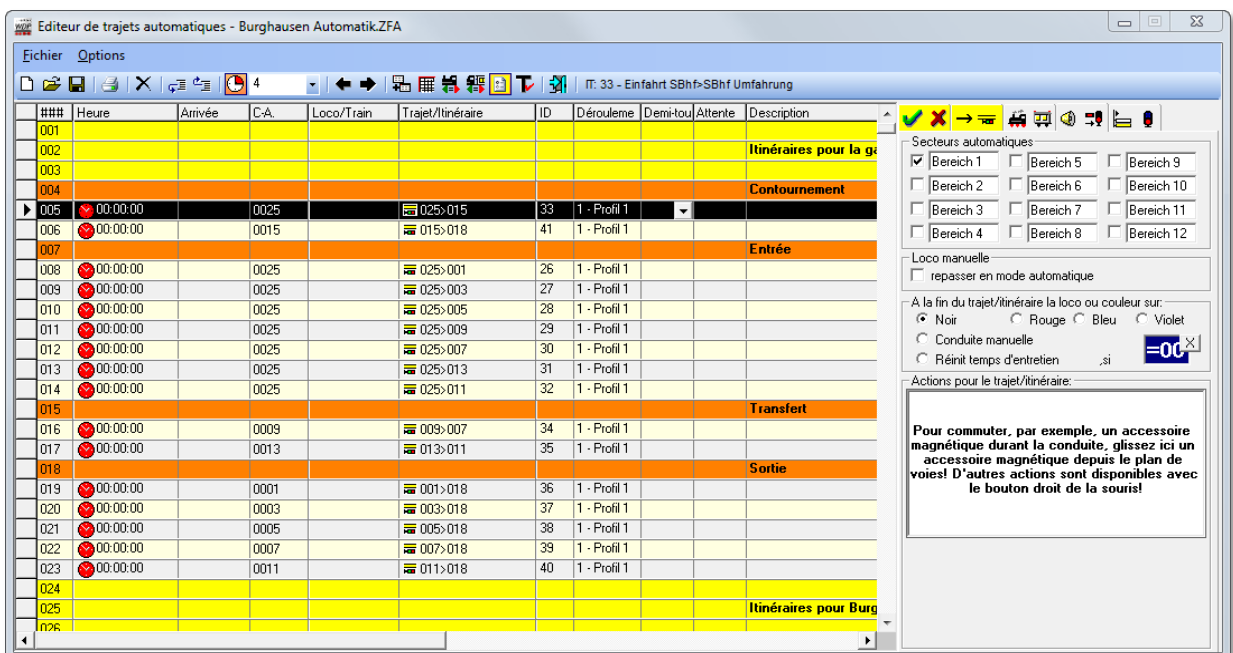 Editeur de trajets automatiques - Burghausen Automatik.ZFA
Fichier Options
4 IT: 33 - Einfahrt SBhf>SBhf Umfahrung
### Heure Arrivée C-A. Loco/Train Trajet/Itinéraire ID Dérouleme Demi-tou Attente Description
001
002 Itinéraires pour la ga
003
004 Contournement
005 00:00:00 0025 025>015 33 1 - Profil 1
006 00:00:00 0015 015>018 41 1 - Profil 1
007 Entrée
008 00:00:00 0025 025>001 26 1 - Profil 1
009 00:00:00 0025 025>003 27 1 - Profil 1
010 00:00:00 0025 025>005 28 1 - Profil 1
011 00:00:00 0025 025>009 29 1 - Profil 1
012 00:00:00 0025 025>007 30 1 - Profil 1
013 00:00:00 0025 025>013 31 1 - Profil 1
014 00:00:00 0025 025>011 32 1 - Profil 1
015 Transfert
016 00:00:00 0009 009>007 34 1 - Profil 1
017 00:00:00 0013 013>011 35 1 - Profil 1
018 Sortie
019 00:00:00 0001 001>018 36 1 - Profil 1
020 00:00:00 0003 003>018 37 1 - Profil 1
021 00:00:00 0005 005>018 38 1 - Profil 1
022 00:00:00 0007 007>018 39 1 - Profil 1
023 00:00:00 0011 011>018 40 1 - Profil 1
024
025 Itinéraires pour Burg
026
Secteurs automatiques
Bereich 1 Bereich 5 Bereich 9
Bereich 2 Bereich 6 Bereich 10
Bereich 3 Bereich 7 Bereich 11
Bereich 4 Bereich 8 Bereich 12
Loco manuelle
repasser en mode automatique
A la fin du trajet/itinéraire la loco ou couleur sur:
Noir Rouge Bleu Violet
Conduite manuelle
Réinit temps d'entretien ,si =00 X
Actions pour le trajet/itinéraire:
Pour commuter, par exemple, un accessoire
magnétique durant la conduite, glissez ici un
accessoire magnétique depuis le plan de
voies! D'autres actions sont disponibles avec
le bouton droit de la souris!